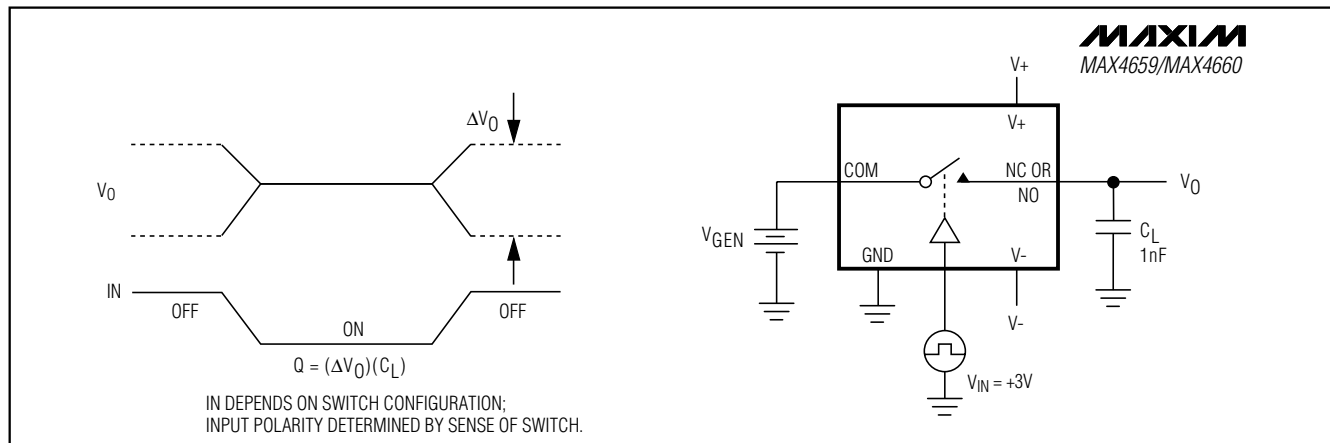 ΔVO
VO
IN
OFF
ON
OFF
Q = (ΔVO)(CL)
IN DEPENDS ON SWITCH CONFIGURATION;
INPUT POLARITY DETERMINED BY SENSE OF SWITCH.
MAXIM
MAX4659/MAX4660
V+
V+
COM
NC OR
NO
VO
VGEN
CL
1nF
GND
V-
V-
VIN = +3V